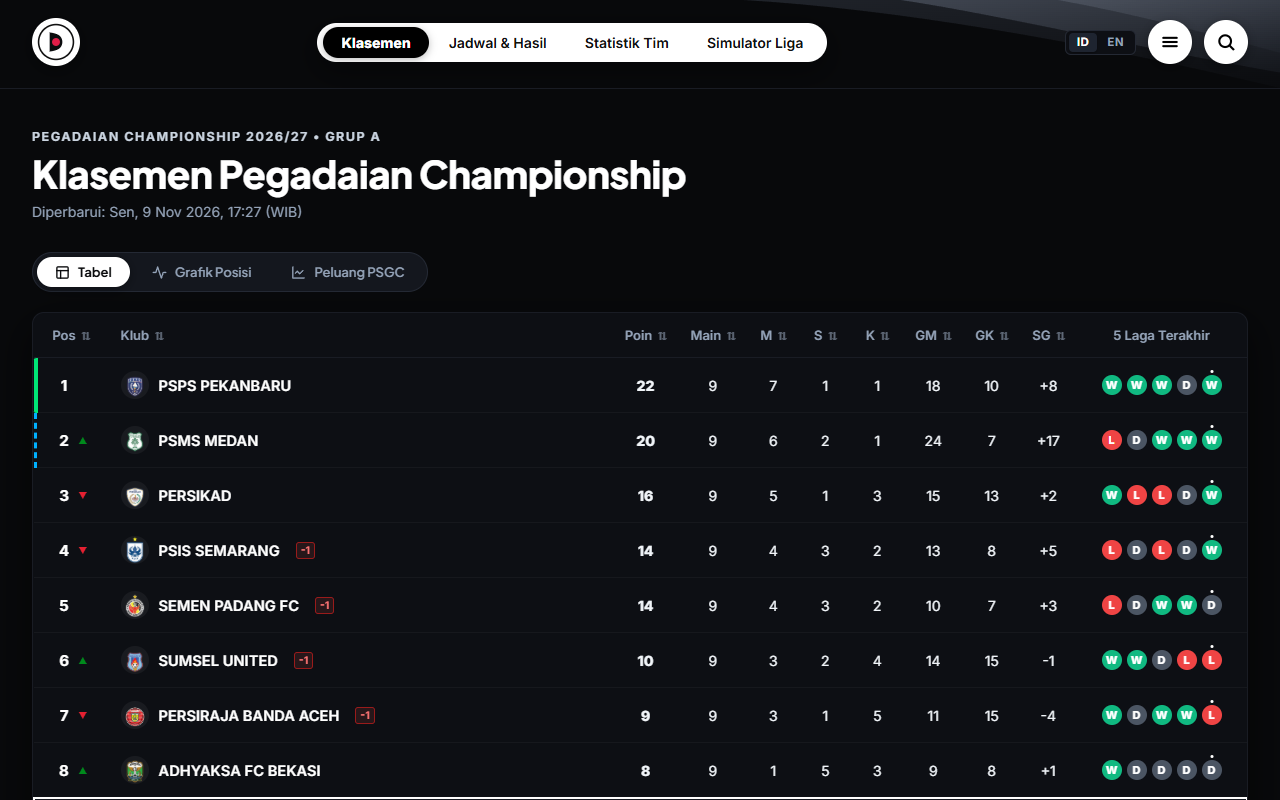 Klasemen Jadwal & Hasil Statistik Tim Simulator Liga ID EN
PEGADAIAN CHAMPIONSHIP 2026/27 • GRUP A
Klasemen Pegadaian Championship
Diperbarui: Sen, 9 Nov 2026, 17:27 (WIB)
Tabel Grafik Posisi Peluang PSGC
Pos Klub Poin Main M S K GM GK SG 5 Laga Terakhir
1 PSPS PEKANBARU 22 9 7 1 1 18 10 +8 W W W D W
2 PSMS MEDAN 20 9 6 2 1 24 7 +17 L D W W W
3 PERSIKAD 16 9 5 1 3 15 13 +2 W L L D W
4 PSIS SEMARANG -1 14 9 4 3 2 13 8 +5 L D L D W
5 SEMEN PADANG FC -1 14 9 4 3 2 10 7 +3 L D W W D
6 SUMSEL UNITED -1 10 9 3 2 4 14 15 -1 W W D L L
7 PERSIRAJA BANDA ACEH -1 9 9 3 1 5 11 15 -4 W D W W L
8 ADHYAKSA FC BEKASI 8 9 1 5 3 9 8 +1 W D D D D